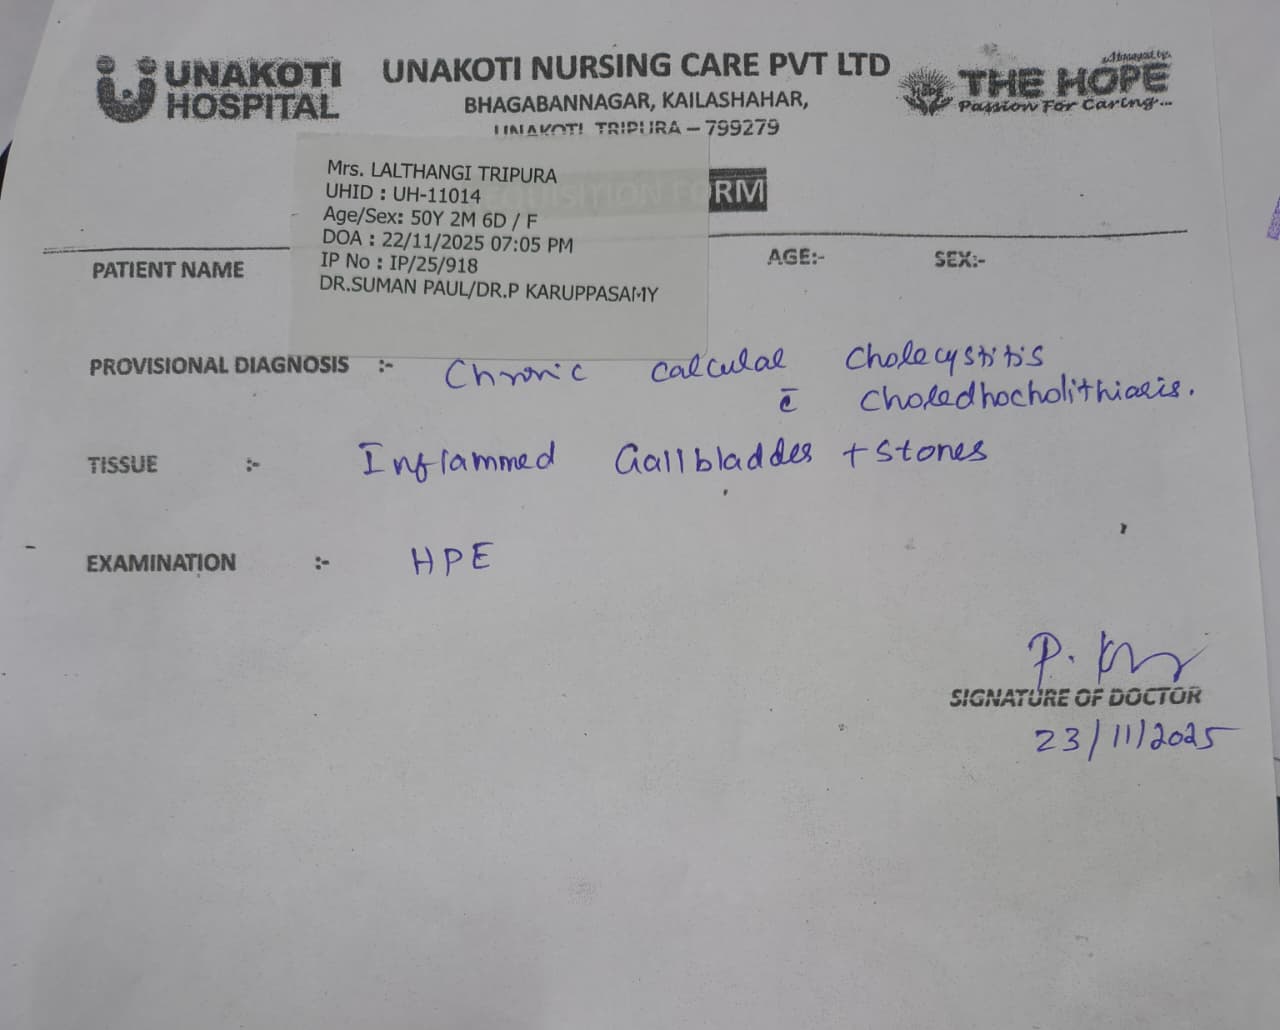 UNAKOTI HOSPITAL
UNAKOTI NURSING CARE PVT LTD
BHAGABANNAGAR, KAILASHAHAR,
UNAKOTI, TRIPURA – 799279
THE HOPE
Passion For Caring...
REQUISITION FORM
Mrs. LALTHANGI TRIPURA
UHID : UH-11014
Age/Sex: 50Y 2M 6D / F
DOA : 22/11/2025 07:05 PM
IP No : IP/25/918
DR.SUMAN PAUL/DR.P KARUPPASAMY
PATIENT NAME AGE:- SEX:-
PROVISIONAL DIAGNOSIS :- Chronic calculal cholecystitis
c̄ choledhocholithiasis.
TISSUE :- Inflammed Gallbladder + Stones
EXAMINATION :- HPE
SIGNATURE OF DOCTOR
23/11/2025